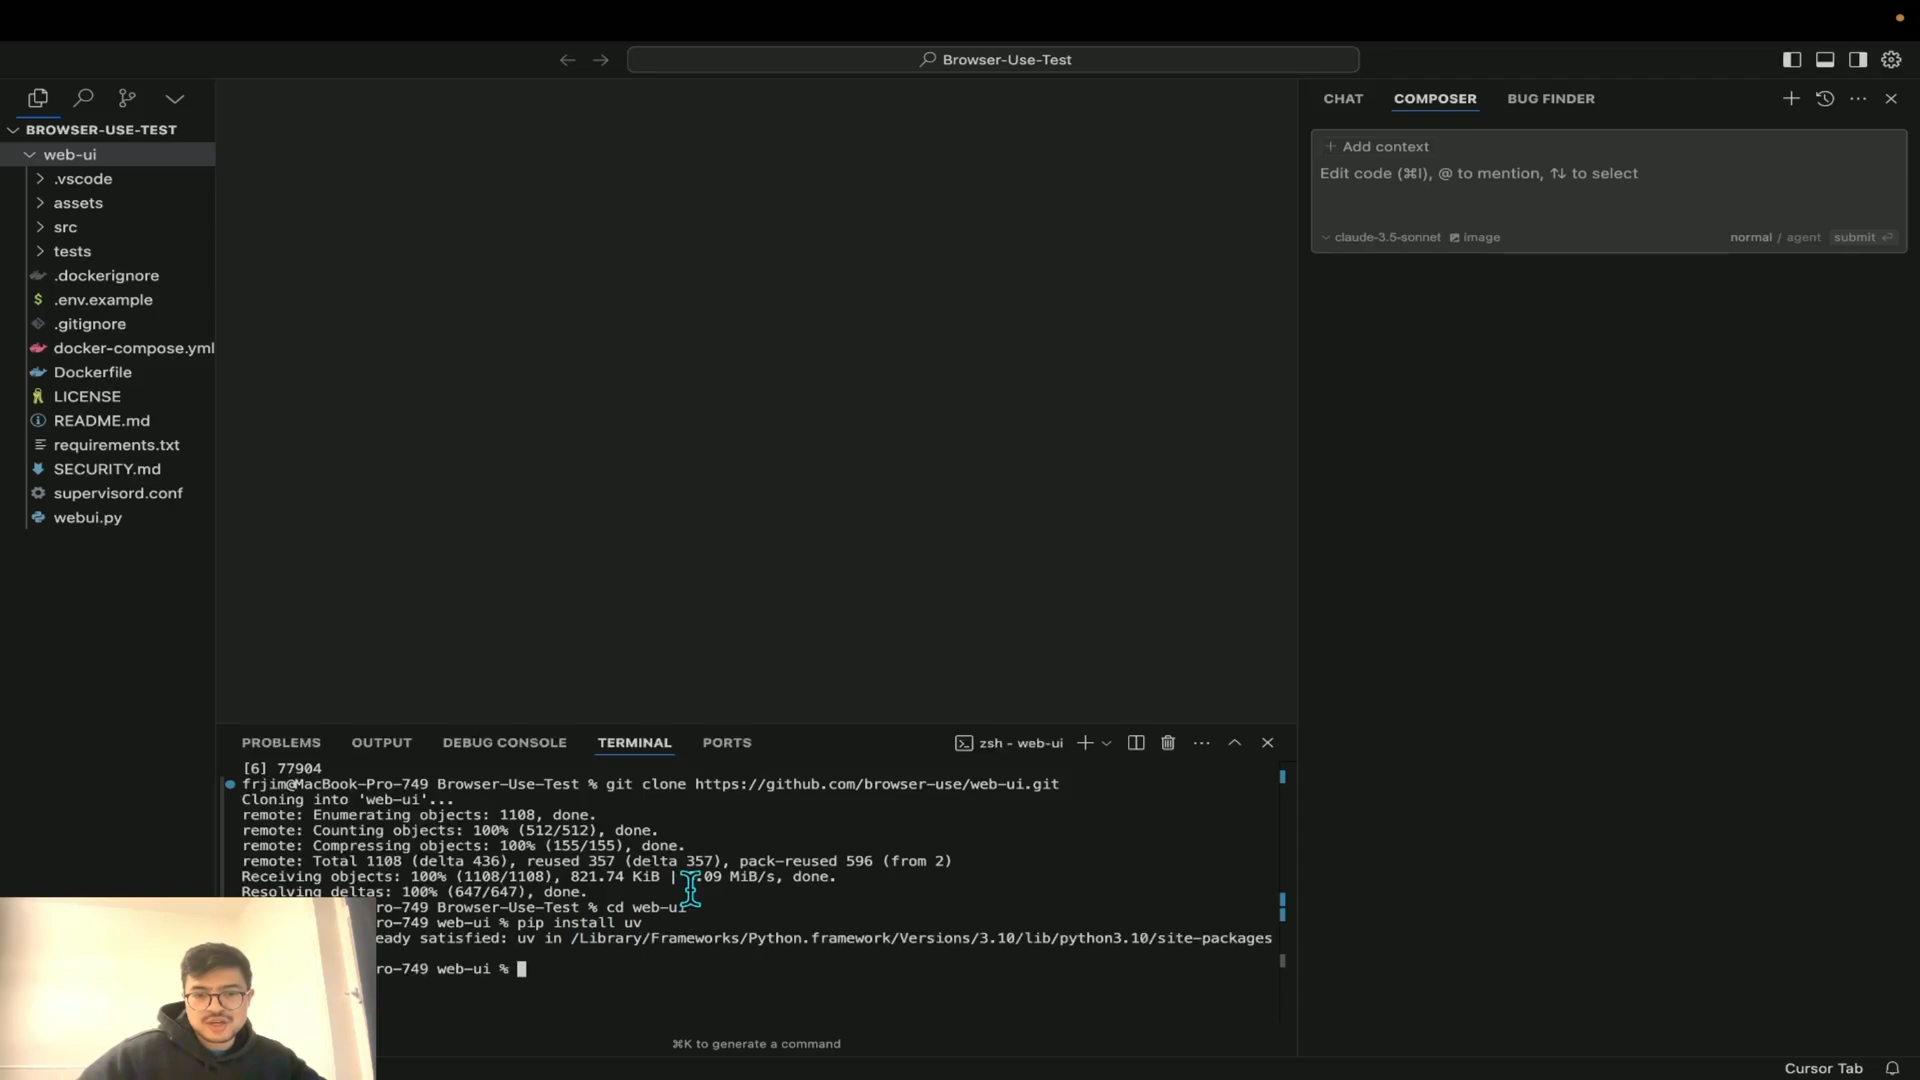 Browser-Use-Test
BROWSER-USE-TEST
web-ui
.vscode
assets
src
tests
.dockerignore
.env.example
.gitignore
docker-compose.yml
Dockerfile
LICENSE
README.md
requirements.txt
SECURITY.md
supervisord.conf
webui.py
CHAT COMPOSER BUG FINDER
+ Add context
Edit code (⌘I), @ to mention, ⇅ to select
claude-3.5-sonnet image normal / agent submit
PROBLEMS OUTPUT DEBUG CONSOLE TERMINAL PORTS zsh - web-ui
[6] 77904
frjim@MacBook-Pro-749 Browser-Use-Test % git clone https://github.com/browser-use/web-ui.git
Cloning into 'web-ui'...
remote: Enumerating objects: 1108, done.
remote: Counting objects: 100% (512/512), done.
remote: Compressing objects: 100% (155/155), done.
remote: Total 1108 (delta 436), reused 357 (delta 357), pack-reused 596 (from 2)
Receiving objects: 100% (1108/1108), 821.74 KiB | .09 MiB/s, done.
Resolving deltas: 100% (647/647), done.
ro-749 Browser-Use-Test % cd web-ui
ro-749 web-ui % pip install uv
eady satisfied: uv in /Library/Frameworks/Python.framework/Versions/3.10/lib/python3.10/site-packages
ro-749 web-ui %
⌘K to generate a command
Cursor Tab